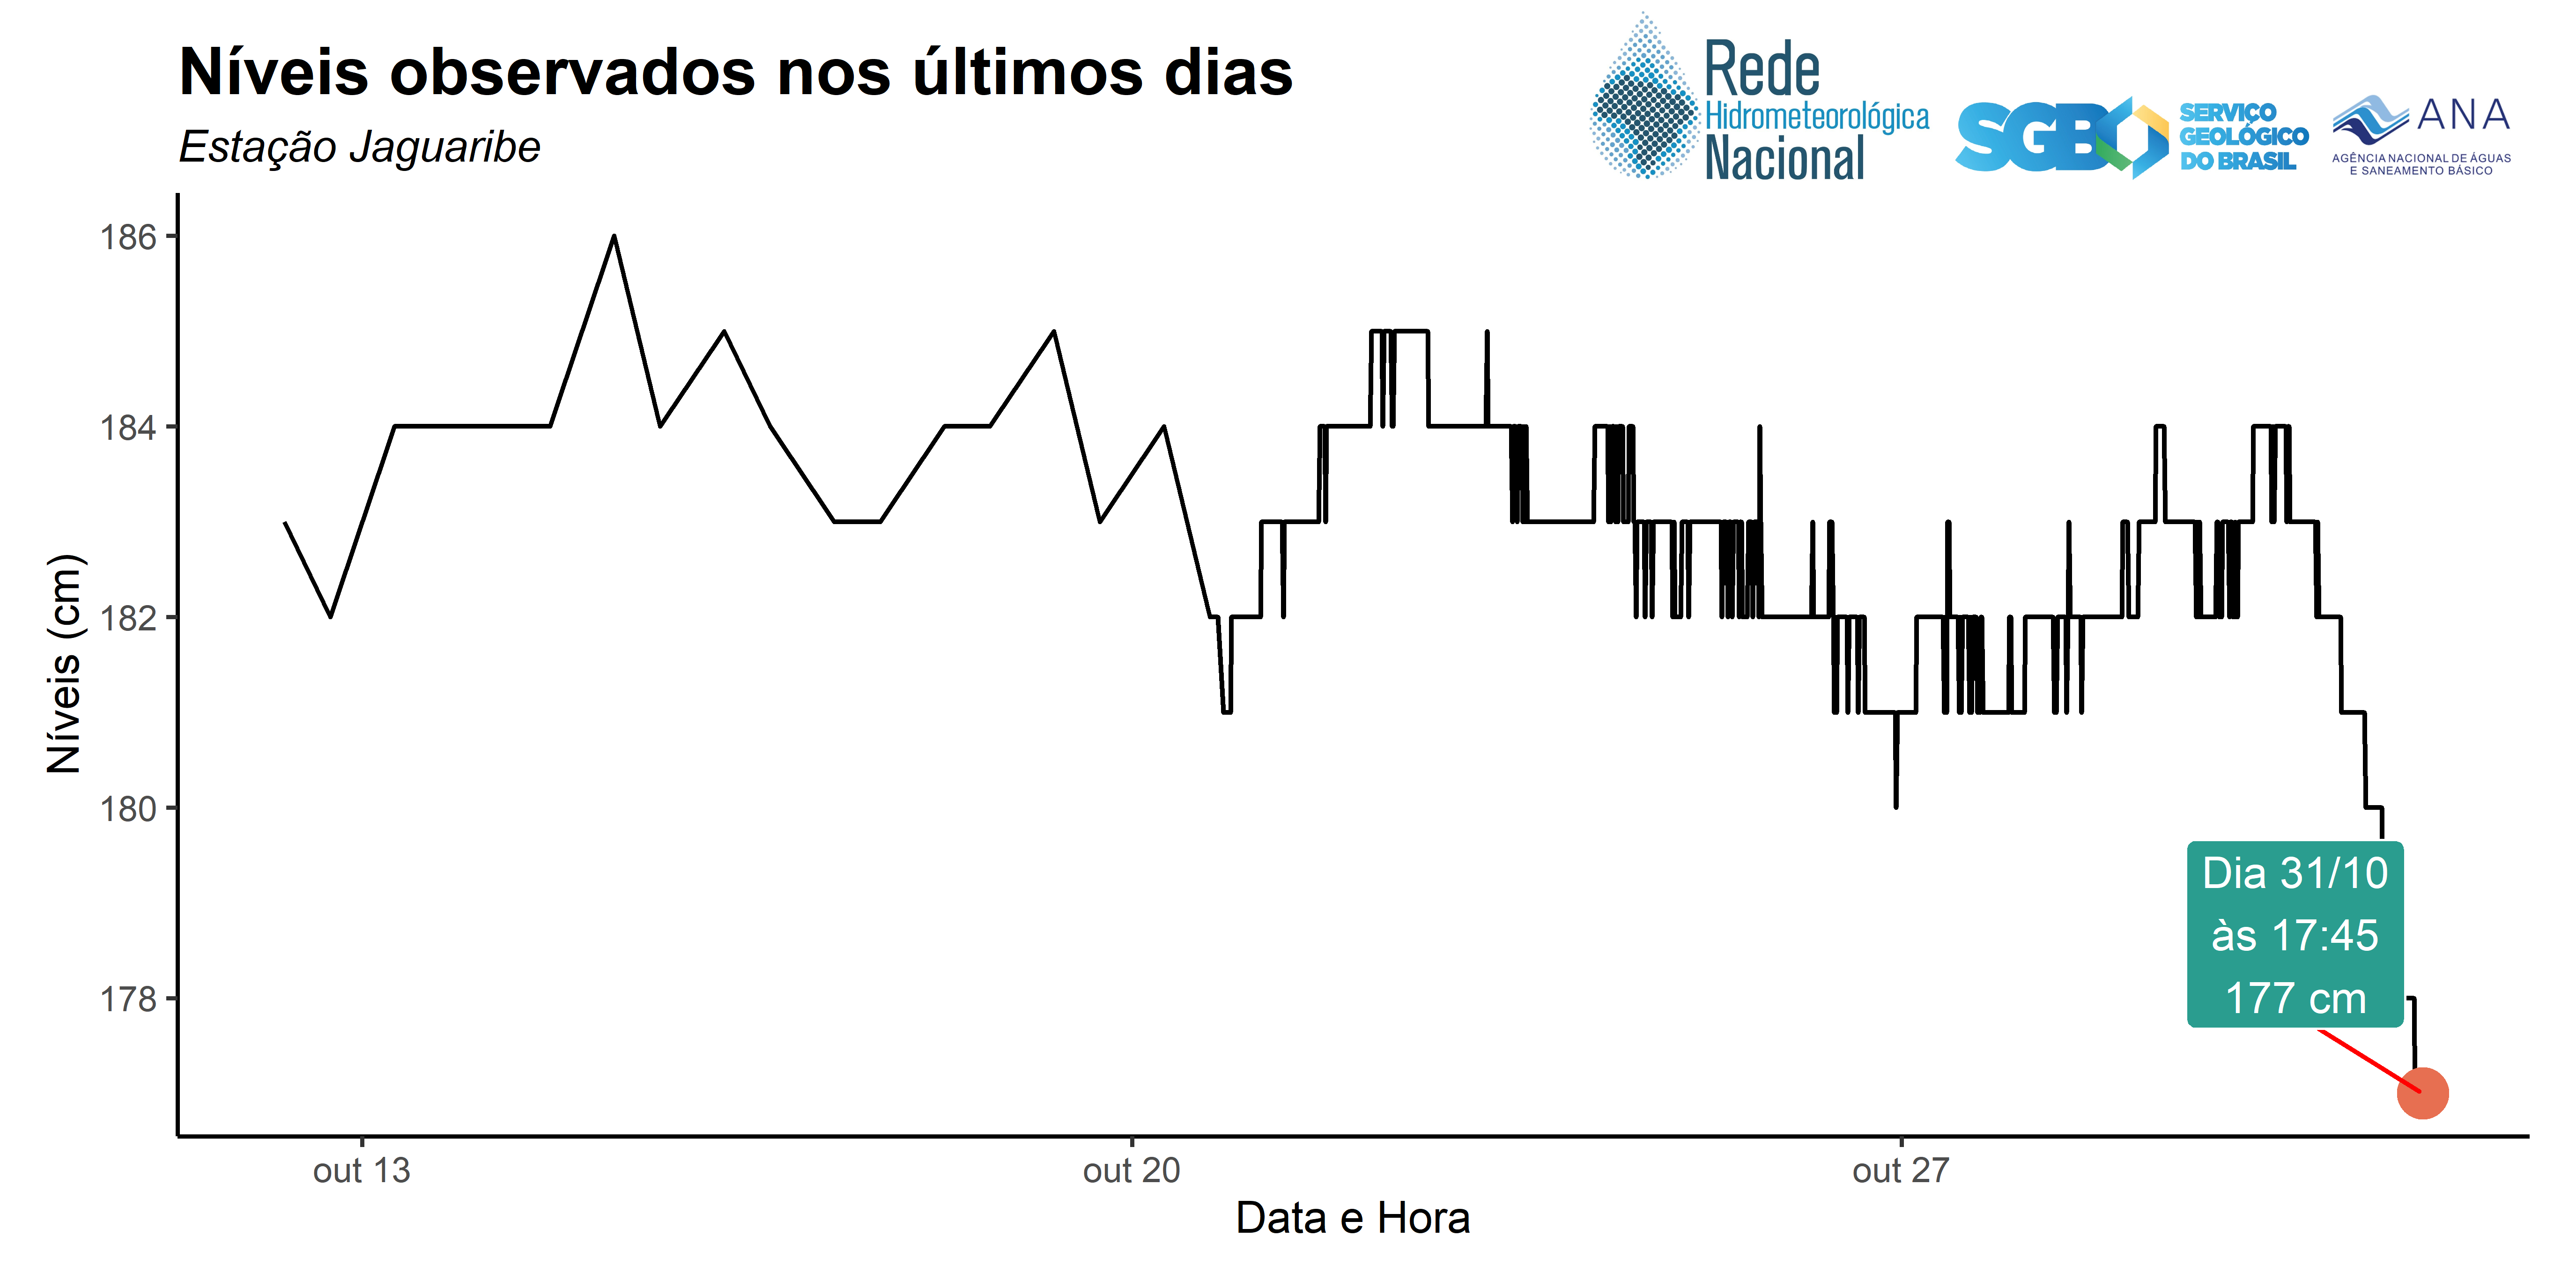 Níveis observados nos últimos dias
Estação Jaguaribe
Rede
Hidrometeorológica
Nacional
SGB
SERVIÇO
GEOLÓGICO
DO BRASIL
ANA
AGÊNCIA NACIONAL DE ÁGUAS
E SANEAMENTO BÁSICO
Níveis (cm)
186
184
182
180
178
Dia 31/10
às 17:45
177 cm
out 13
out 20
out 27
Data e Hora